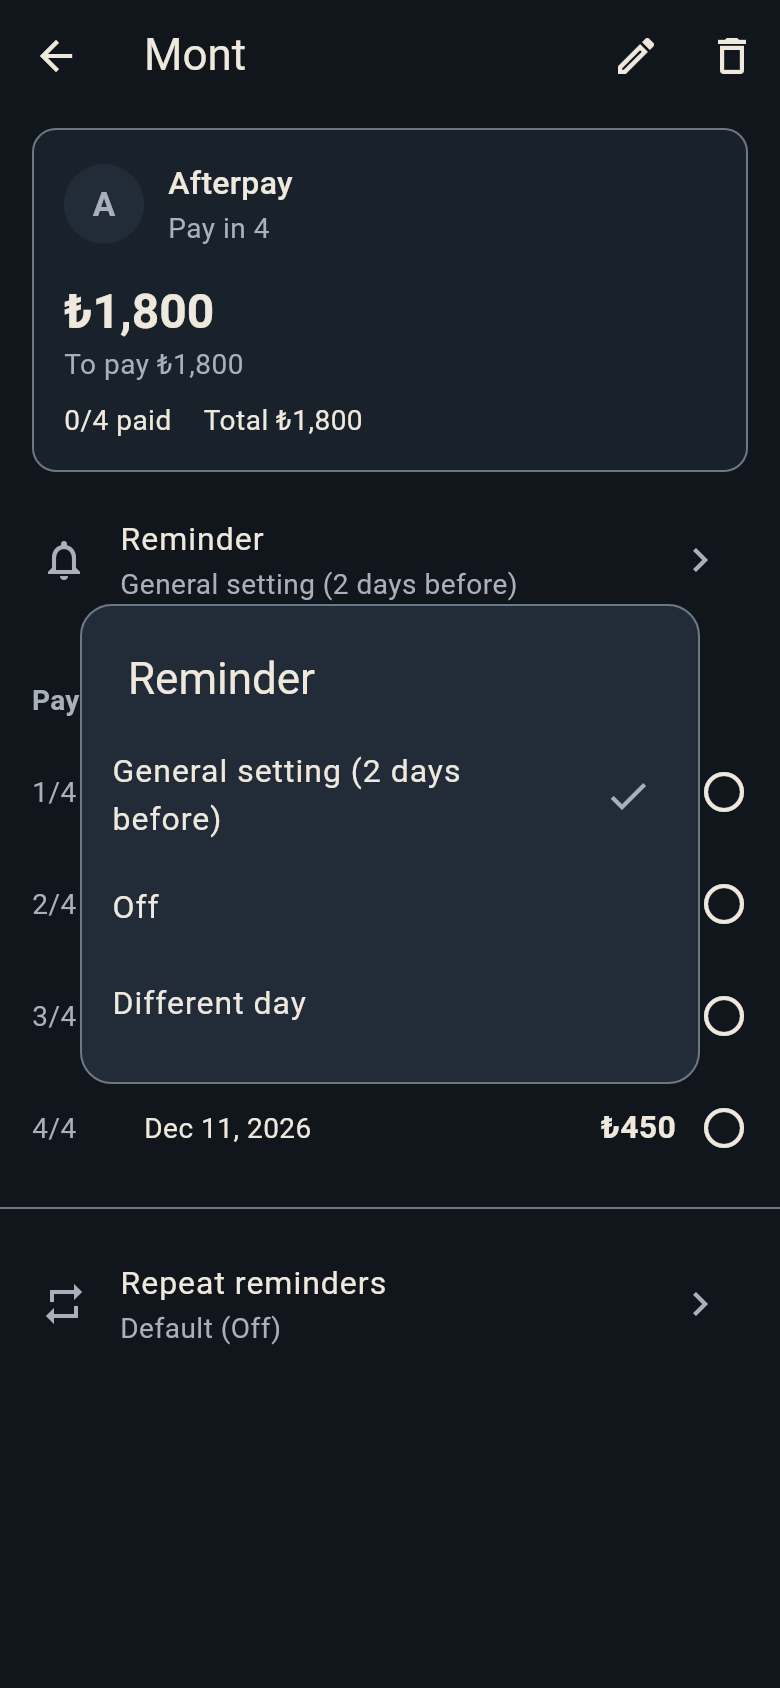 Mont
A
Afterpay
Pay in 4
₺1,800
To pay ₺1,800
0/4 paid Total ₺1,800
Reminder
General setting (2 days before)
Pay
Reminder
General setting (2 days
before)
Off
Different day
1/4
2/4
3/4
4/4 Dec 11, 2026 ₺450
Repeat reminders
Default (Off)